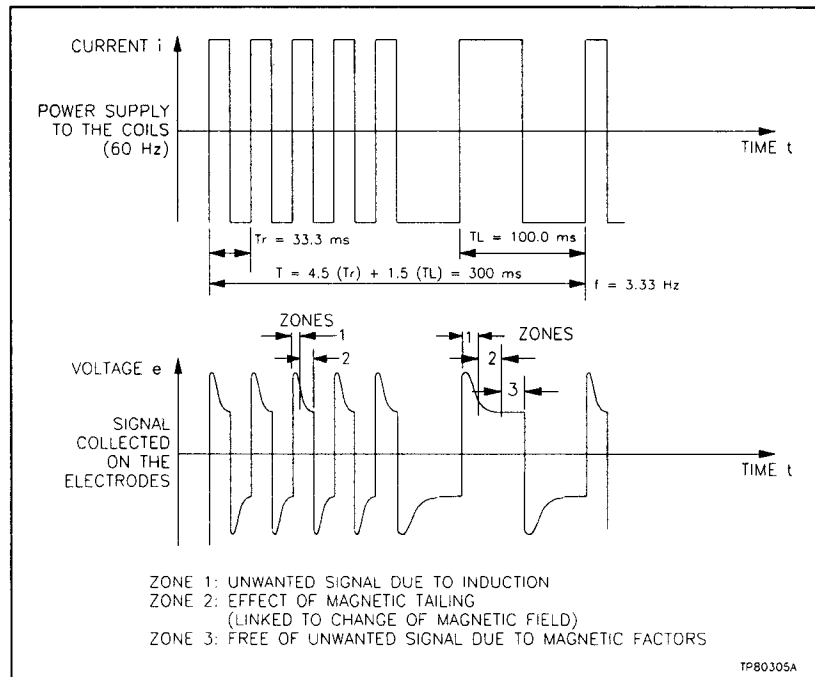 CURRENT i
POWER SUPPLY
TO THE COILS
(60 Hz)
TIME t
Tr = 33.3 ms
TL = 100.0 ms
T = 4.5 (Tr) + 1.5 (TL) = 300 ms
f = 3.33 Hz
ZONES
1
2
1
ZONES
2
3
VOLTAGE e
SIGNAL
COLLECTED
ON THE
ELECTRODES
TIME t
ZONE 1: UNWANTED SIGNAL DUE TO INDUCTION
ZONE 2: EFFECT OF MAGNETIC TAILING
(LINKED TO CHANGE OF MAGNETIC FIELD)
ZONE 3: FREE OF UNWANTED SIGNAL DUE TO MAGNETIC FACTORS
TP80305A